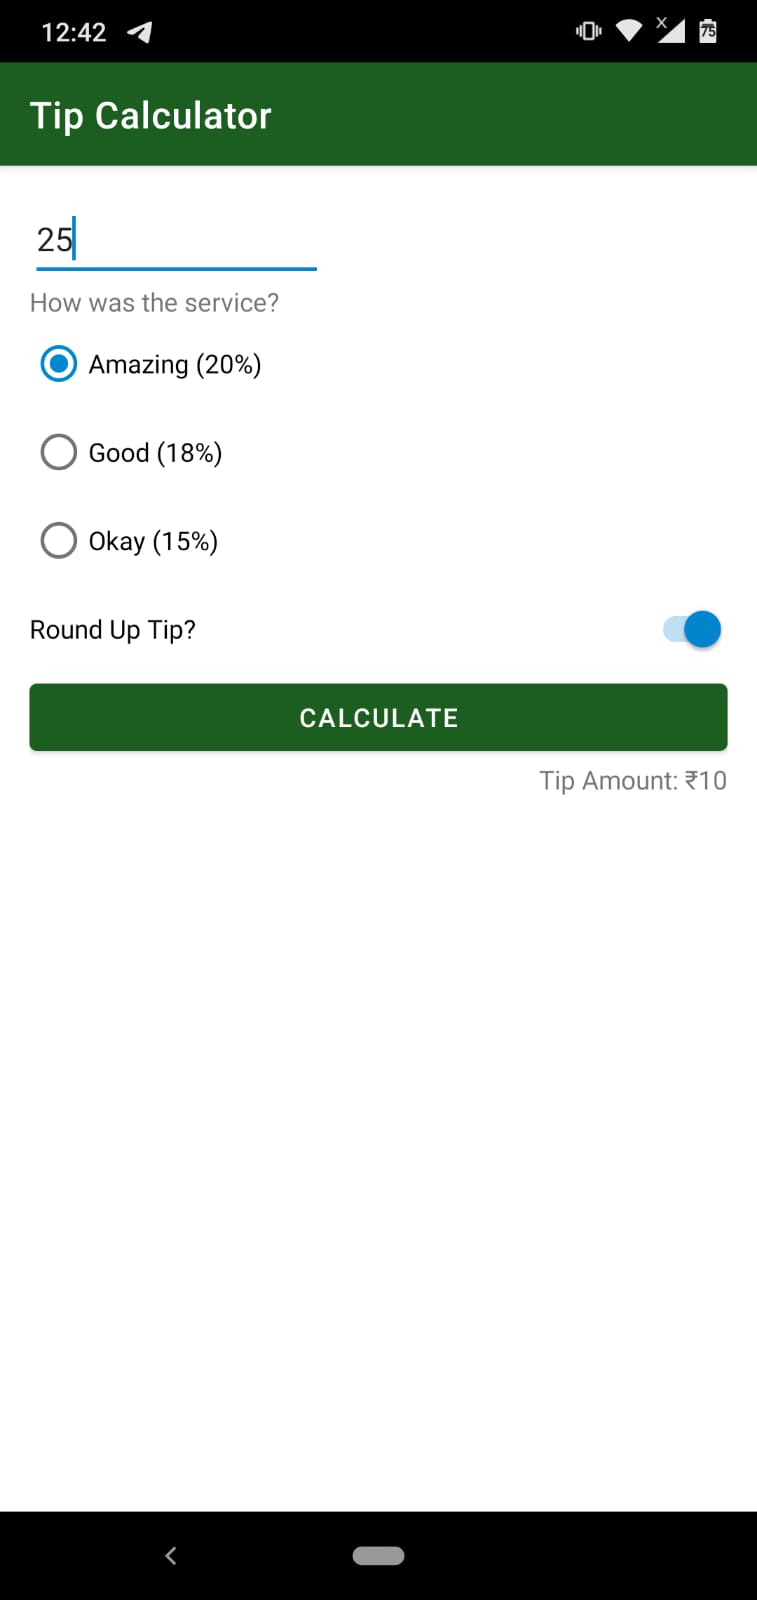 12:42
X
75
Tip Calculator
25
How was the service?
Amazing (20%)
Good (18%)
Okay (15%)
Round Up Tip?
CALCULATE
Tip Amount: ₹10